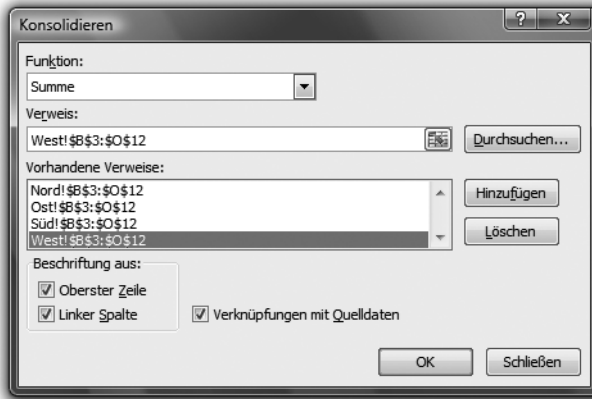 Konsolidieren
Funktion:
Summe
Verweis:
West!$B$3:$O$12
Durchsuchen...
Vorhandene Verweise:
Nord!$B$3:$O$12
Ost!$B$3:$O$12
Süd!$B$3:$O$12
West!$B$3:$O$12
Hinzufügen
Löschen
Beschriftung aus:
Oberster Zeile
Linker Spalte
Verknüpfungen mit Quelldaten
OK
Schließen